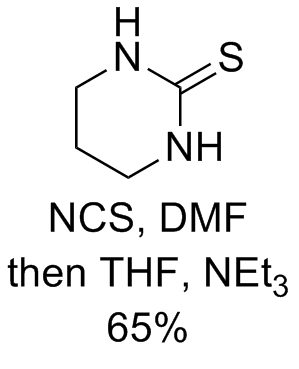 H
N
S
NH
NCS, DMF
then THF, NEt₃
65%